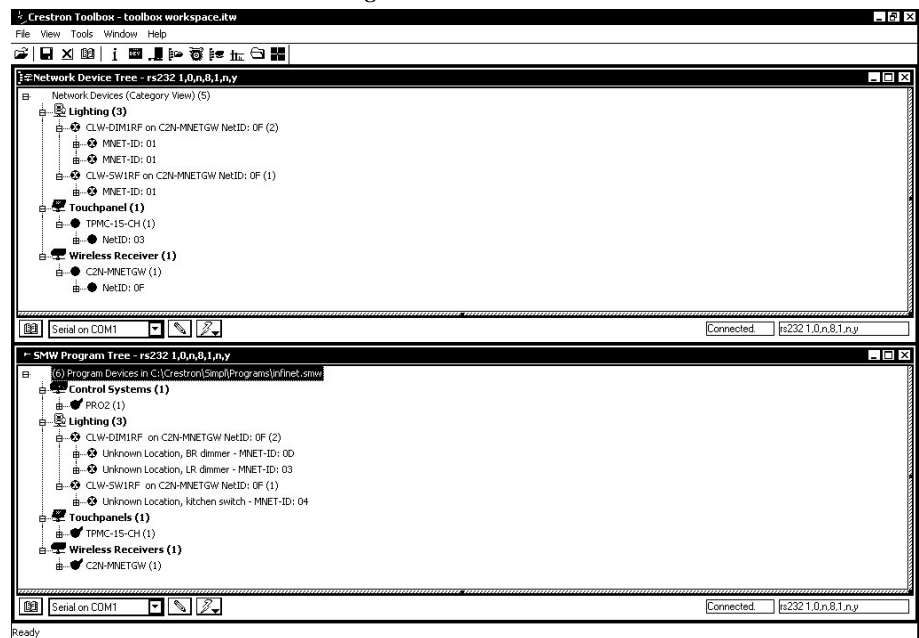 Crestron Toolbox - toolbox workspace.itw
File View Tools Window Help
Network Device Tree - rs232 1,0,n,8,1,n,y
Network Devices (Category View) (5)
Lighting (3)
CLW-DIM1RF on C2N-MNETGW NetID: 0F (2)
MNET-ID: 01
MNET-ID: 01
CLW-SW1RF on C2N-MNETGW NetID: 0F (1)
MNET-ID: 01
Touchpanel (1)
TPMC-15-CH (1)
NetID: 03
Wireless Receiver (1)
C2N-MNETGW (1)
NetID: 0F
Serial on COM1 Connected. rs232 1,0,n,8,1,n,y
SMW Program Tree - rs232 1,0,n,8,1,n,y
(6) Program Devices in C:\Crestron\Simpl\Programs\infinet.smw
Control Systems (1)
PRO2 (1)
Lighting (3)
CLW-DIM1RF on C2N-MNETGW NetID: 0F (2)
Unknown Location, BR dimmer - MNET-ID: 0D
Unknown Location, LR dimmer - MNET-ID: 03
CLW-SW1RF on C2N-MNETGW NetID: 0F (1)
Unknown Location, kitchen switch - MNET-ID: 04
Touchpanels (1)
TPMC-15-CH (1)
Wireless Receivers (1)
C2N-MNETGW (1)
Serial on COM1 Connected. rs232 1,0,n,8,1,n,y
Ready